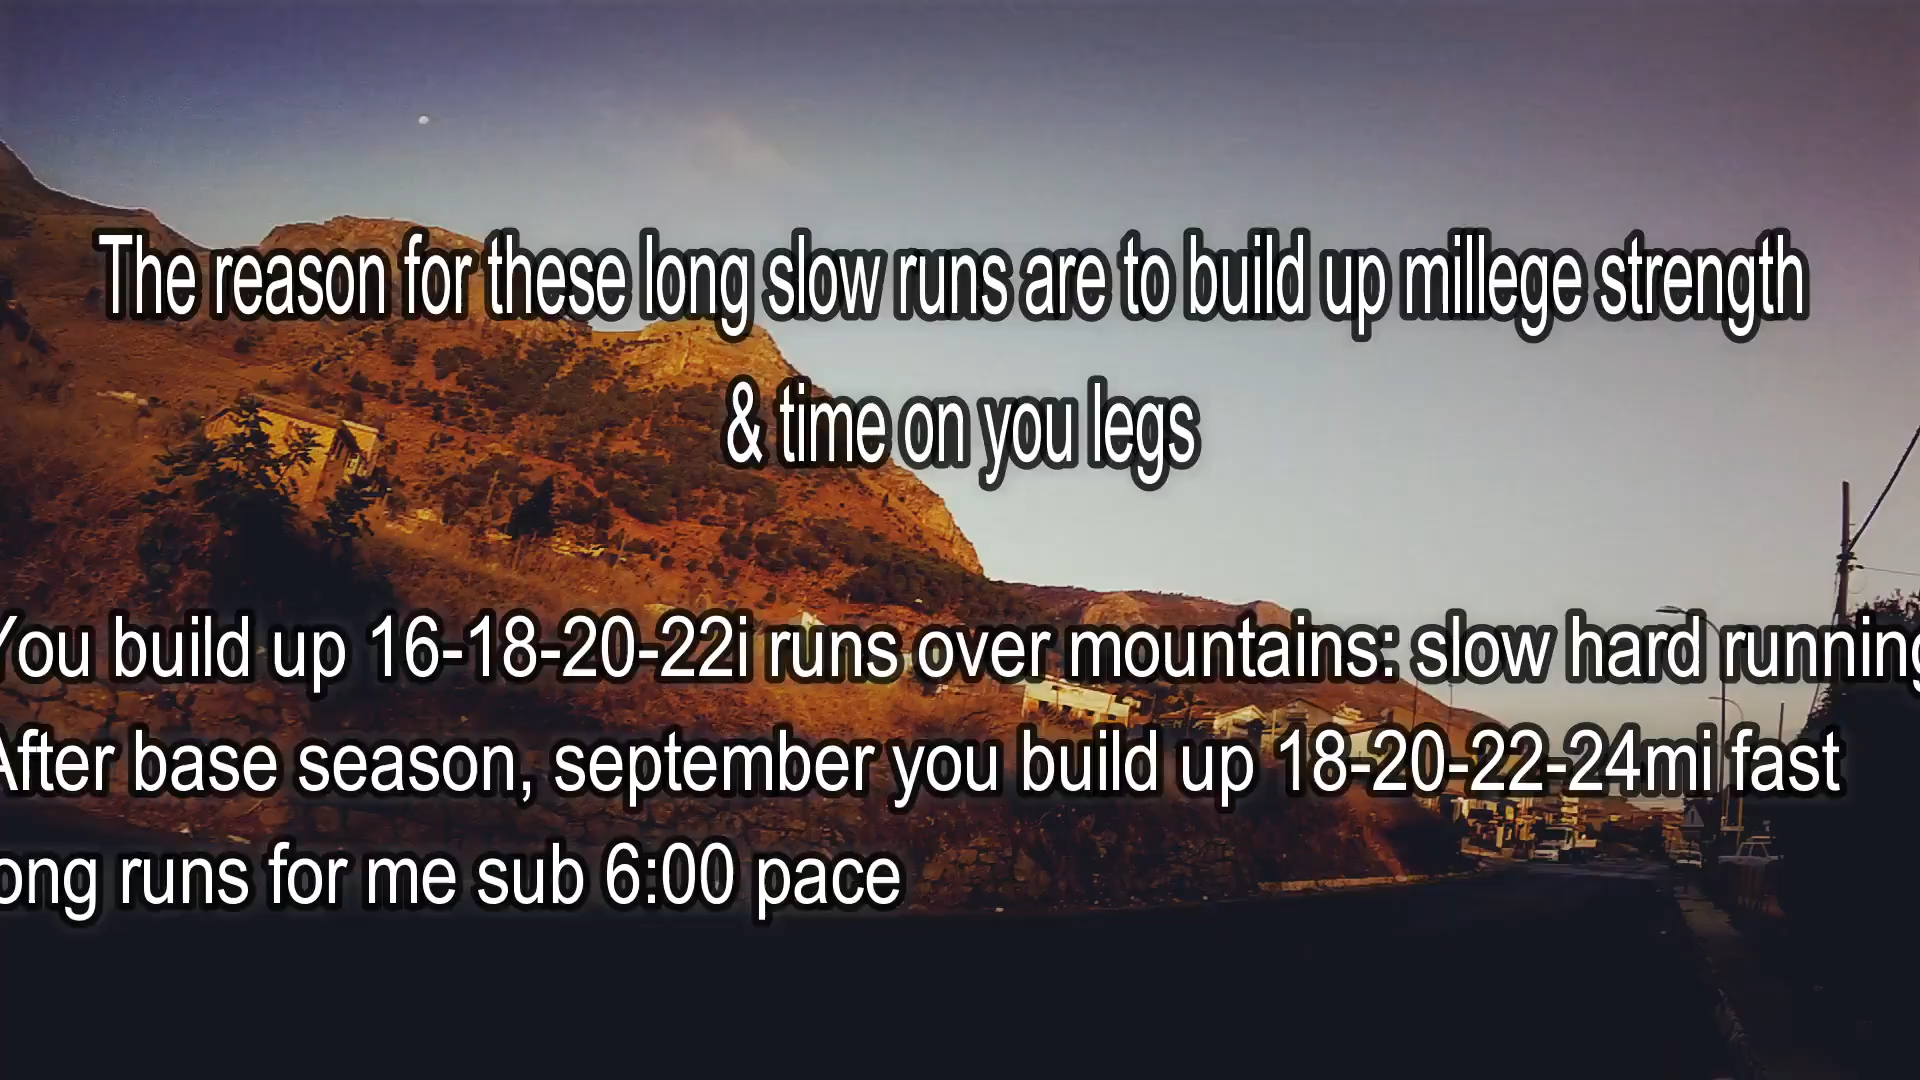 The reason for these long slow runs are to build up millege strength
& time on you legs
You build up 16-18-20-22i runs over mountains: slow hard running
After base season, september you build up 18-20-22-24mi fast
ong runs for me sub 6:00 pace